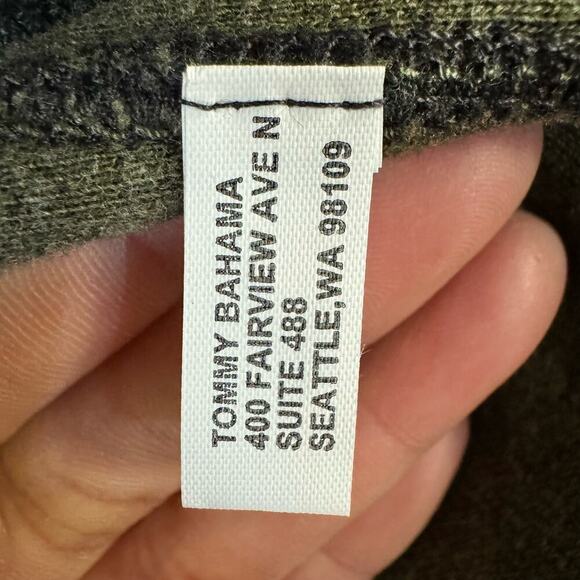 TOMMY BAHAMA
400 FAIRVIEW AVE N
SUITE 488
SEATTLE,WA 98109